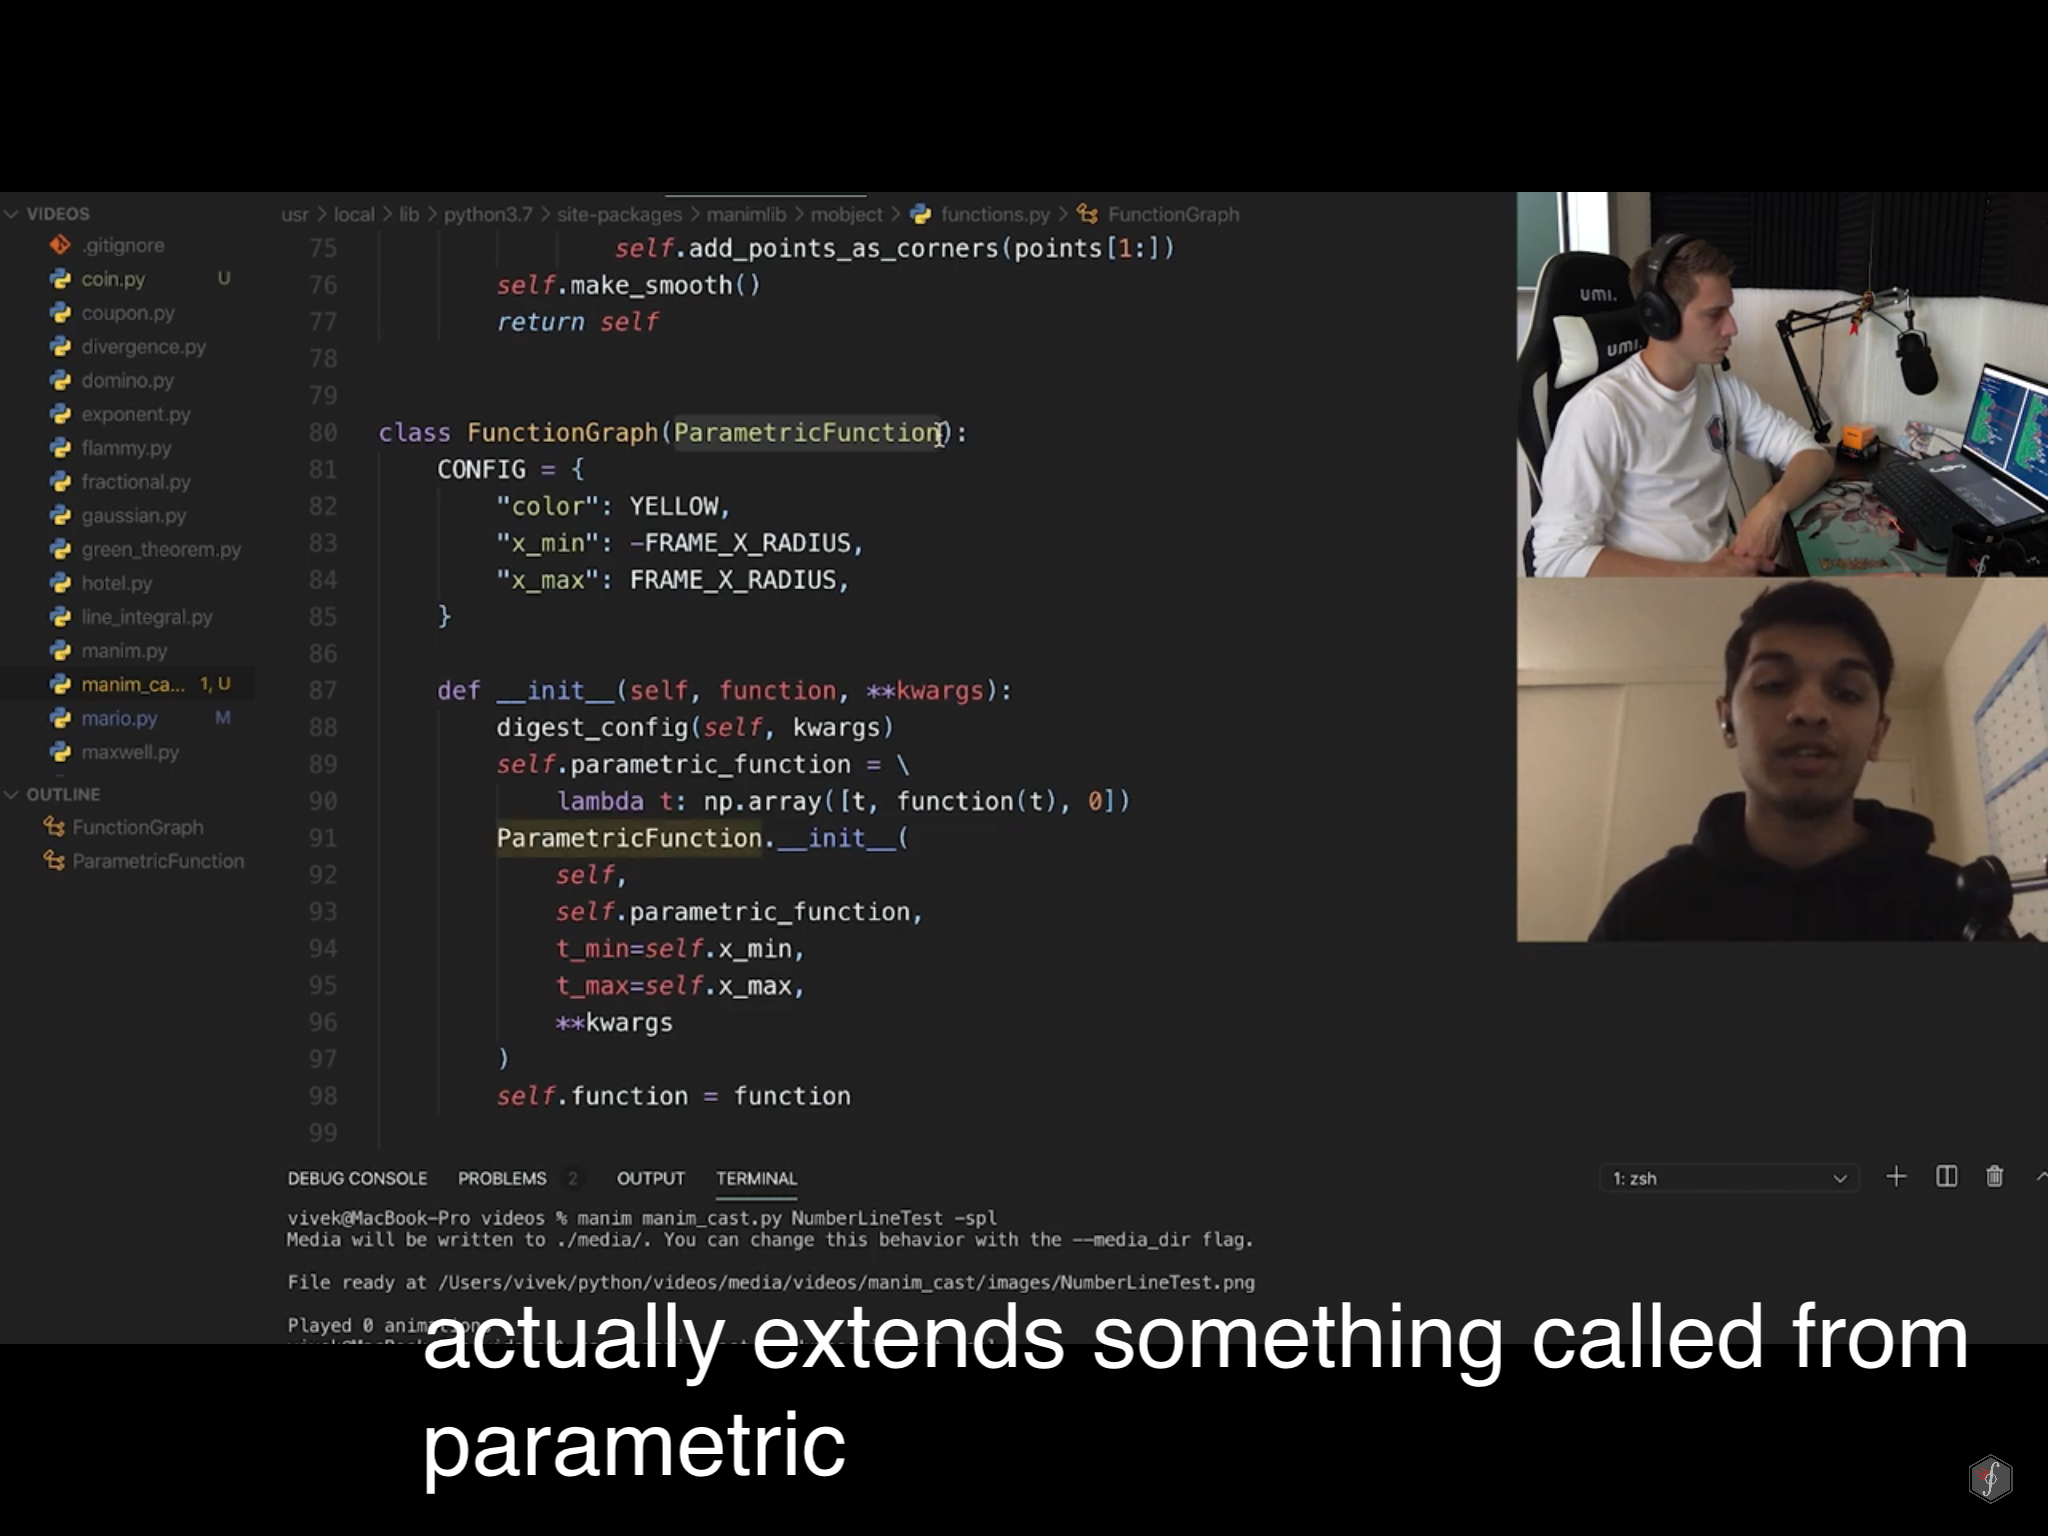 VIDEOS
.gitignore
coin.py U
coupon.py
divergence.py
domino.py
exponent.py
flammy.py
fractional.py
gaussian.py
green_theorem.py
hotel.py
line_integral.py
manim.py
manim_ca... 1, U
mario.py M
maxwell.py
OUTLINE
FunctionGraph
ParametricFunction
usr > local > lib > python3.7 > site-packages > manimlib > mobject > functions.py > FunctionGraph
75 self.add_points_as_corners(points[1:])
76 self.make_smooth()
77 return self
78
79
80 class FunctionGraph(ParametricFunction):
81 CONFIG = {
82 "color": YELLOW,
83 "x_min": -FRAME_X_RADIUS,
84 "x_max": FRAME_X_RADIUS,
85 }
86
87 def __init__(self, function, **kwargs):
88 digest_config(self, kwargs)
89 self.parametric_function = \
90 lambda t: np.array([t, function(t), 0])
91 ParametricFunction.__init__(
92 self,
93 self.parametric_function,
94 t_min=self.x_min,
95 t_max=self.x_max,
96 **kwargs
97 )
98 self.function = function
99
umi.
umi.
DEBUG CONSOLE PROBLEMS 2 OUTPUT TERMINAL 1: zsh
vivek@MacBook-Pro videos % manim manim_cast.py NumberLineTest -spl
Media will be written to ./media/. You can change this behavior with the --media_dir flag.
File ready at /Users/vivek/python/videos/media/videos/manim_cast/images/NumberLineTest.png
Played 0 animations
actually extends something called from
parametric